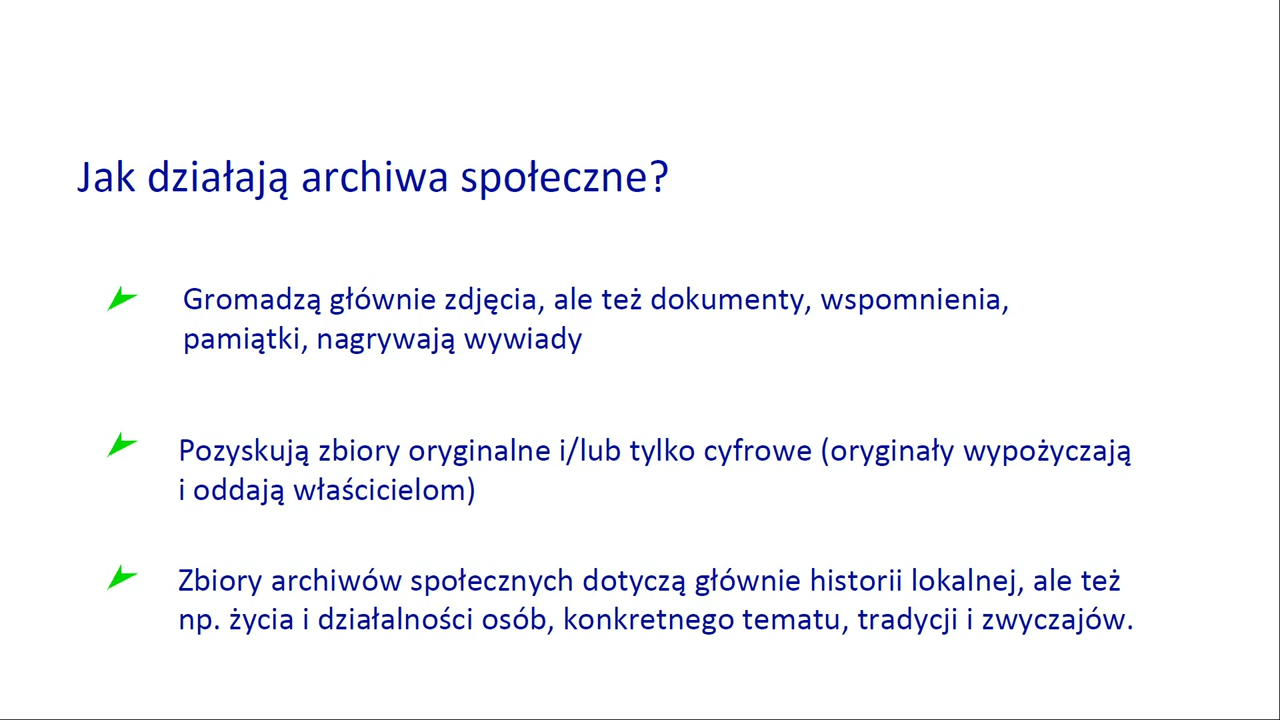 Jak działają archiwa społeczne?
Gromadzą głównie zdjęcia, ale też dokumenty, wspomnienia,
pamiątki, nagrywają wywiady
Pozyskują zbiory oryginalne i/lub tylko cyfrowe (oryginały wypożyczają
i oddają właścicielom)
Zbiory archiwów społecznych dotyczą głównie historii lokalnej, ale też
np. życia i działalności osób, konkretnego tematu, tradycji i zwyczajów.